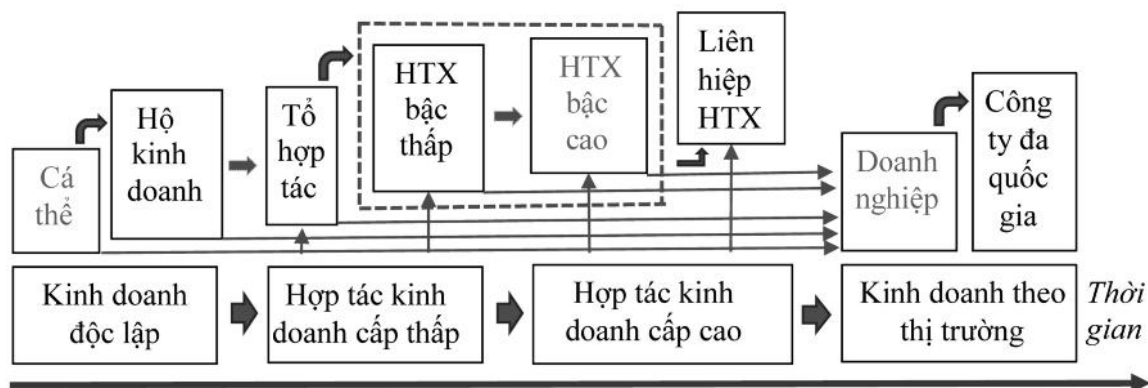 Cá
thể
Hộ
kinh
doanh
Tổ
hợp
tác
HTX
bậc
thấp
HTX
bậc
cao
Liên
hiệp
HTX
Doanh
nghiệp
Công
ty đa
quốc
gia
Kinh doanh
độc lập
Hợp tác kinh
doanh cấp thấp
Hợp tác kinh
doanh cấp cao
Kinh doanh theo
thị trường
Thời
gian